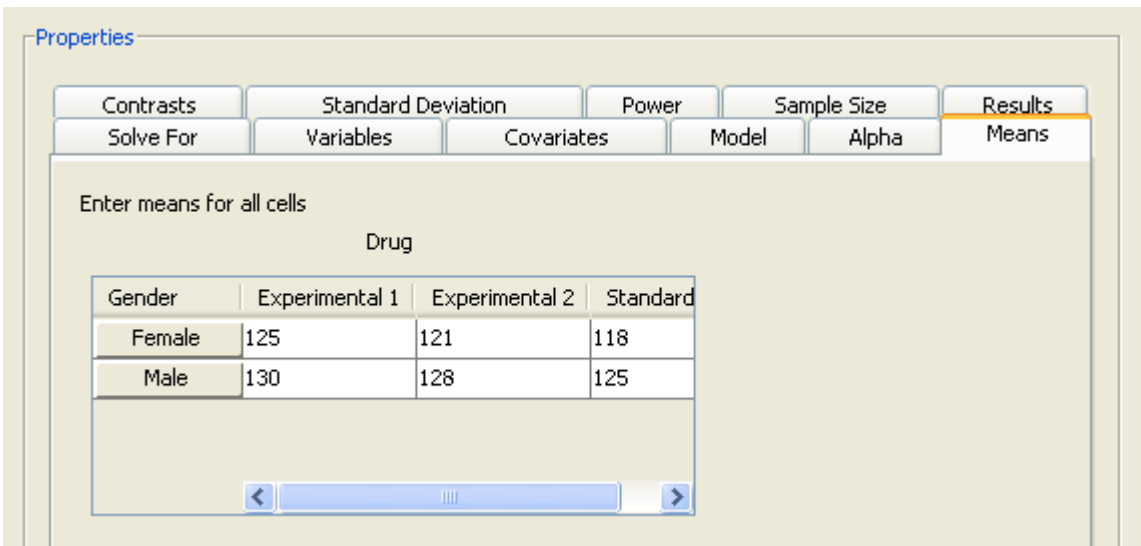 Properties
Contrasts Standard Deviation Power Sample Size Results
Solve For Variables Covariates Model Alpha Means
Enter means for all cells
Drug
Gender Experimental 1 Experimental 2 Standard
Female 125 121 118
Male 130 128 125